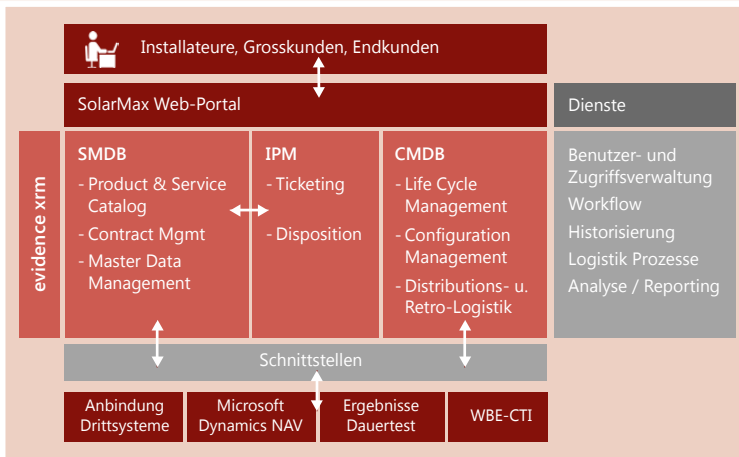 Installateure, Grosskunden, Endkunden
SolarMax Web-Portal
Dienste
evidence xrm
SMDB
- Product & Service
Catalog
- Contract Mgmt
- Master Data
Management
IPM
- Ticketing
- Disposition
CMDB
- Life Cycle
Management
- Configuration
Management
- Distributions- u.
Retro-Logistik
Benutzer- und
Zugriffsverwaltung
Workflow
Historisierung
Logistik Prozesse
Analyse / Reporting
Schnittstellen
Anbindung
Drittsysteme
Microsoft
Dynamics NAV
Ergebnisse
Dauertest
WBE-CTI